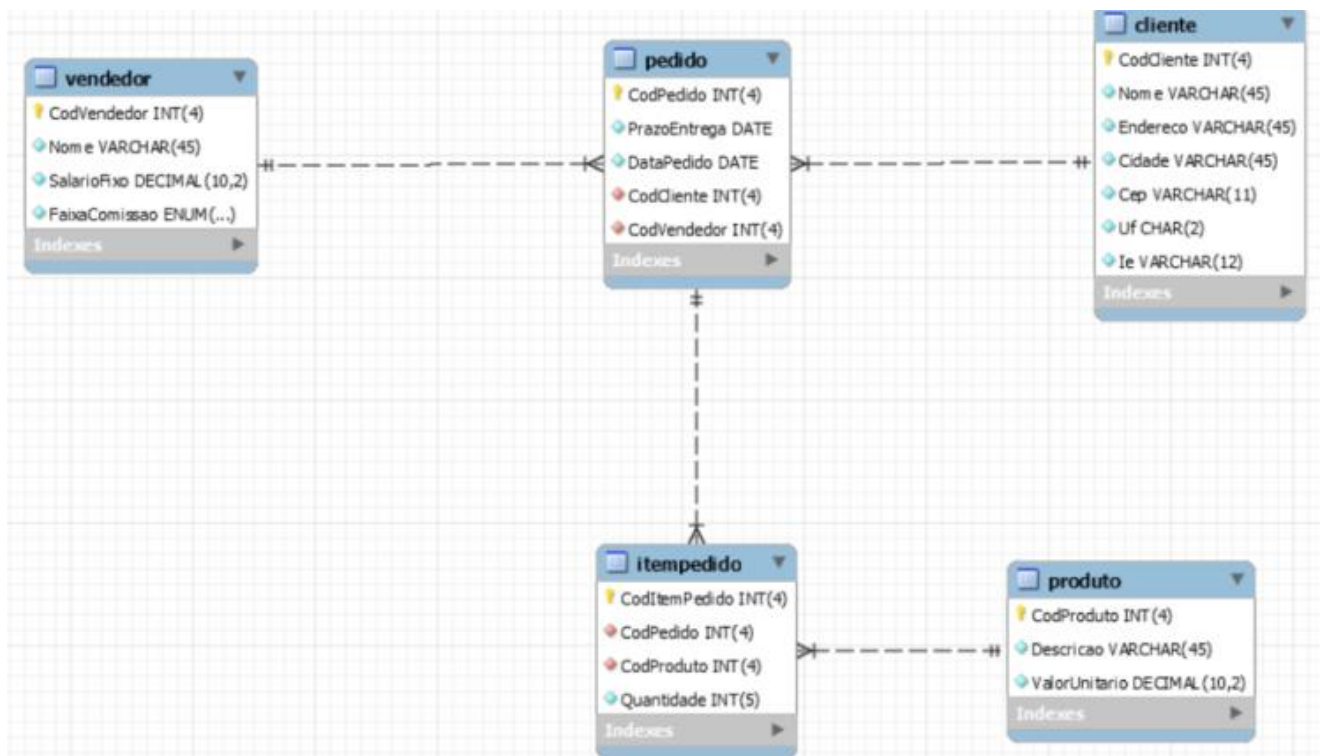 vendedor
CodVendedor INT(4)
Nome VARCHAR(45)
SalarioFixo DECIMAL(10,2)
FaixaComissao ENUM(...)
Indexes
pedido
CodPedido INT(4)
PrazoEntrega DATE
DataPedido DATE
CodCliente INT(4)
CodVendedor INT(4)
Indexes
cliente
CodCliente INT(4)
Nome VARCHAR(45)
Endereco VARCHAR(45)
Cidade VARCHAR(45)
Cep VARCHAR(11)
Uf CHAR(2)
Ie VARCHAR(12)
Indexes
itempedido
CodItemPedido INT(4)
CodPedido INT(4)
CodProduto INT(4)
Quantidade INT(5)
Indexes
produto
CodProduto INT(4)
Descricao VARCHAR(45)
ValorUnitario DECIMAL(10,2)
Indexes